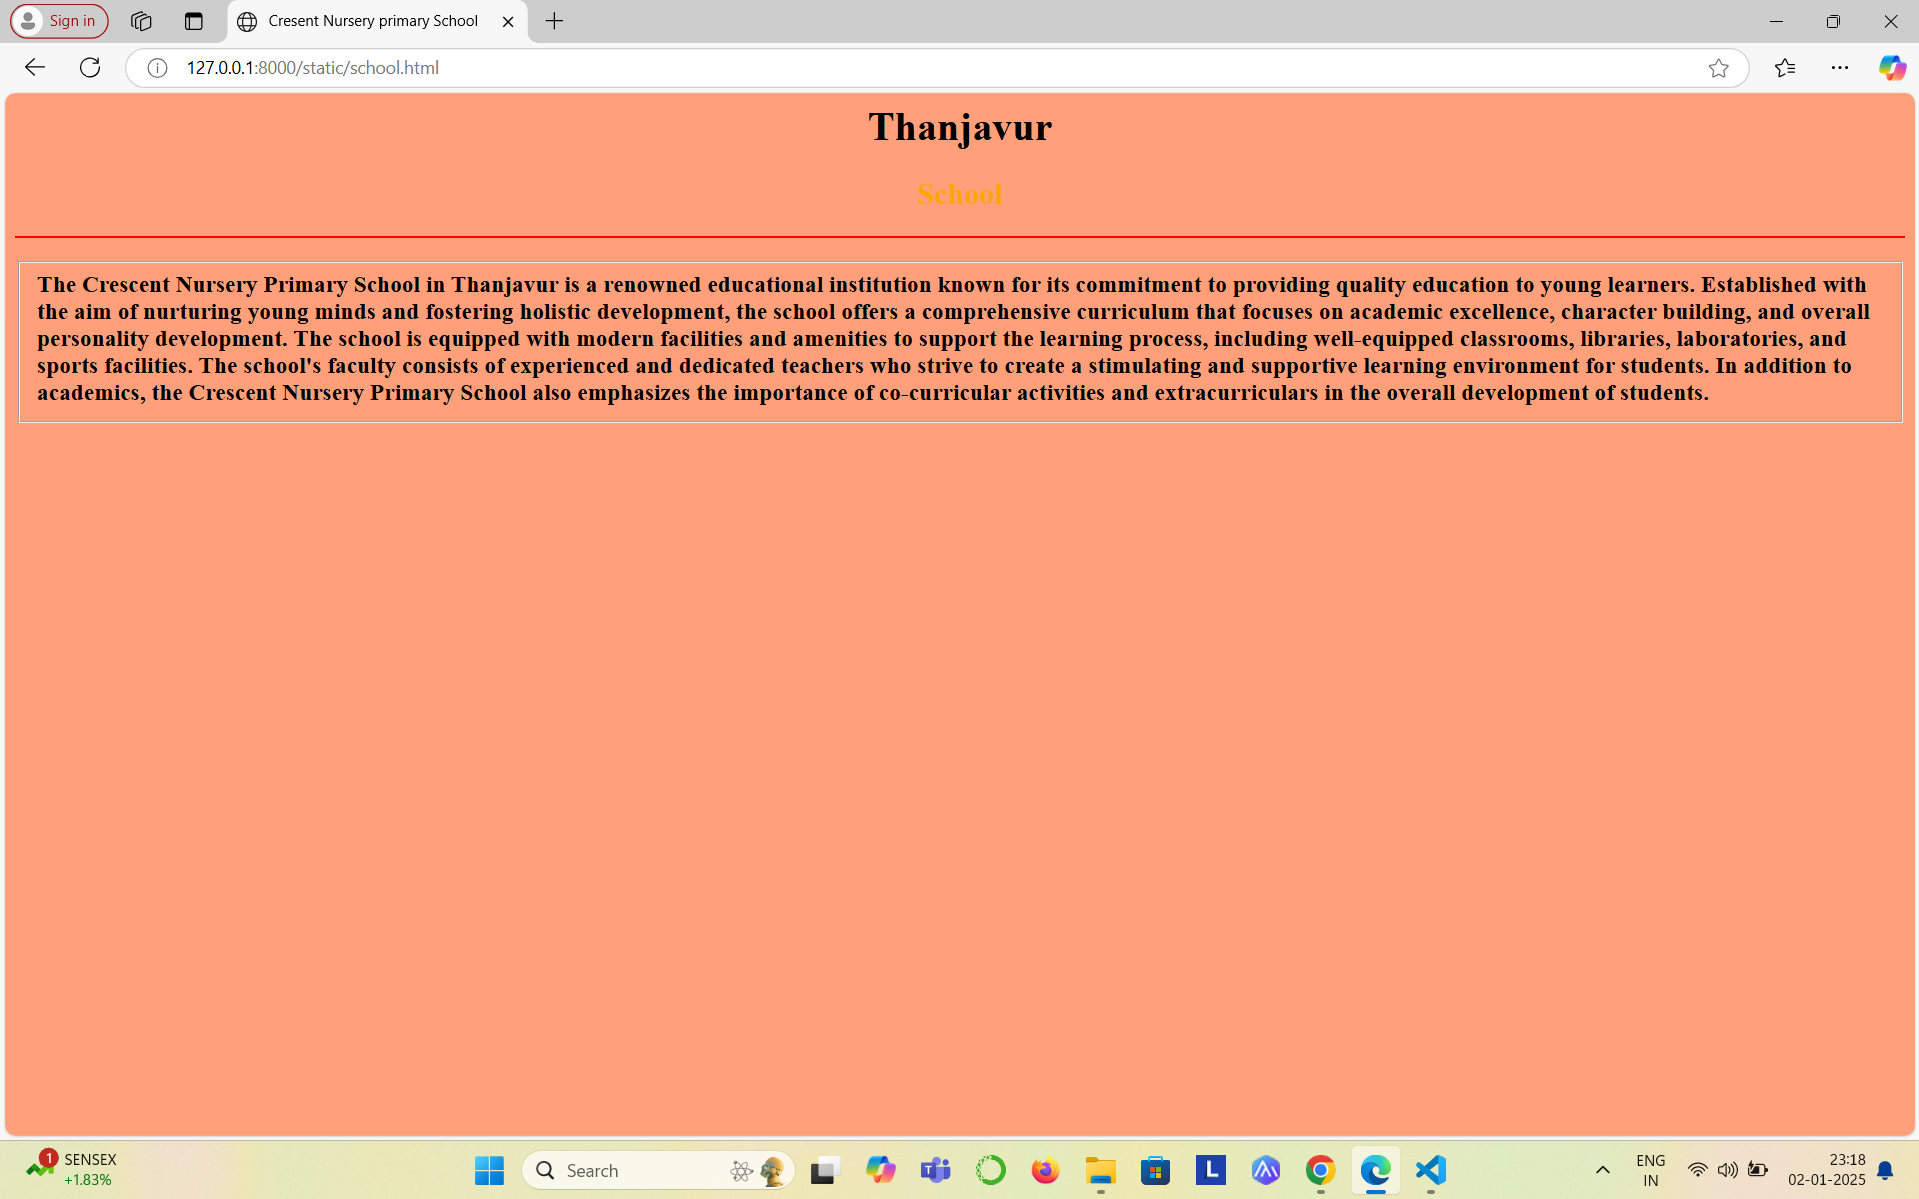 Sign in
Cresent Nursery primary School
127.0.0.1:8000/static/school.html
Thanjavur
School
The Crescent Nursery Primary School in Thanjavur is a renowned educational institution known for its commitment to providing quality education to young learners. Established with
the aim of nurturing young minds and fostering holistic development, the school offers a comprehensive curriculum that focuses on academic excellence, character building, and overall
personality development. The school is equipped with modern facilities and amenities to support the learning process, including well-equipped classrooms, libraries, laboratories, and
sports facilities. The school's faculty consists of experienced and dedicated teachers who strive to create a stimulating and supportive learning environment for students. In addition to
academics, the Crescent Nursery Primary School also emphasizes the importance of co-curricular activities and extracurriculars in the overall development of students.
1
SENSEX
+1.83%
Search
L
ENG
IN
23:18
02-01-2025